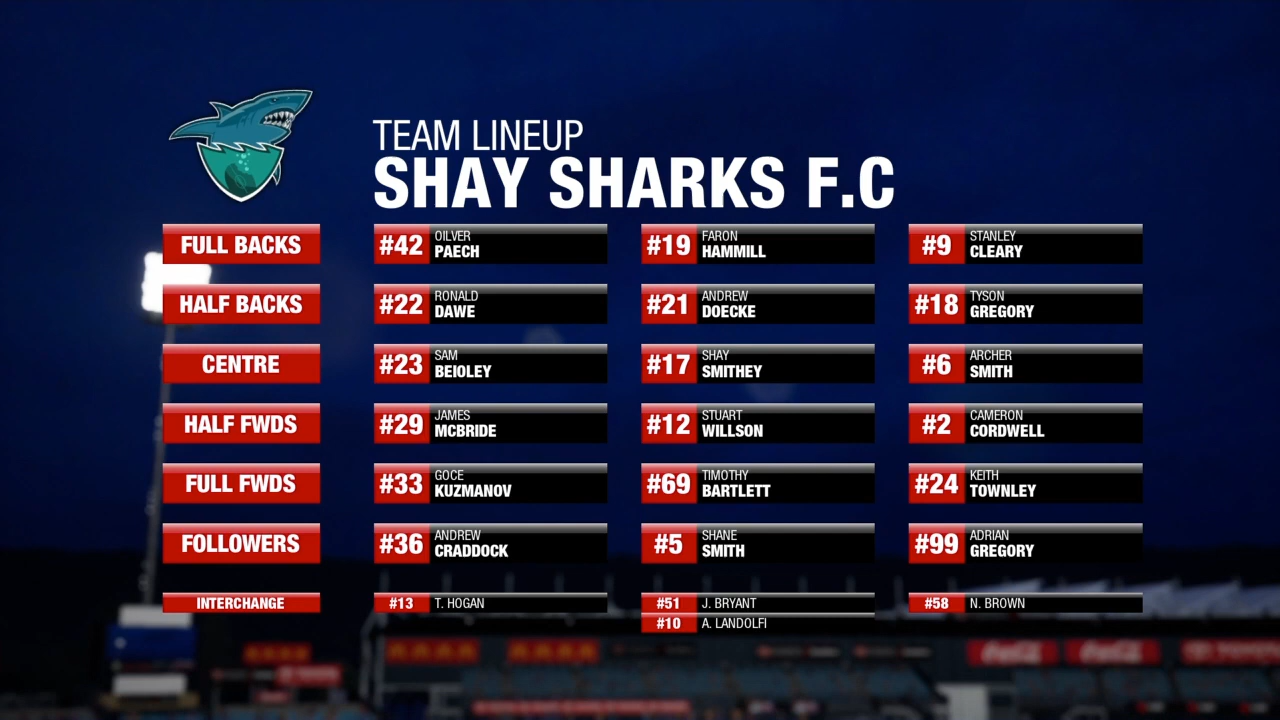 TEAM LINEUP
SHAY SHARKS F.C
FULL BACKS
#42 OILVER PAECH
#19 FARON HAMMILL
#9 STANLEY CLEARY
HALF BACKS
#22 RONALD DAWE
#21 ANDREW DOECKE
#18 TYSON GREGORY
CENTRE
#23 SAM BEIOLEY
#17 SHAY SMITHEY
#6 ARCHER SMITH
HALF FWDS
#29 JAMES MCBRIDE
#12 STUART WILLSON
#2 CAMERON CORDWELL
FULL FWDS
#33 GOCE KUZMANOV
#69 TIMOTHY BARTLETT
#24 KEITH TOWNLEY
FOLLOWERS
#36 ANDREW CRADDOCK
#5 SHANE SMITH
#99 ADRIAN GREGORY
INTERCHANGE
#13 T. HOGAN
#51 J. BRYANT
#58 N. BROWN
#10 A. LANDOLFI
Coca-Cola
Coca-Cola